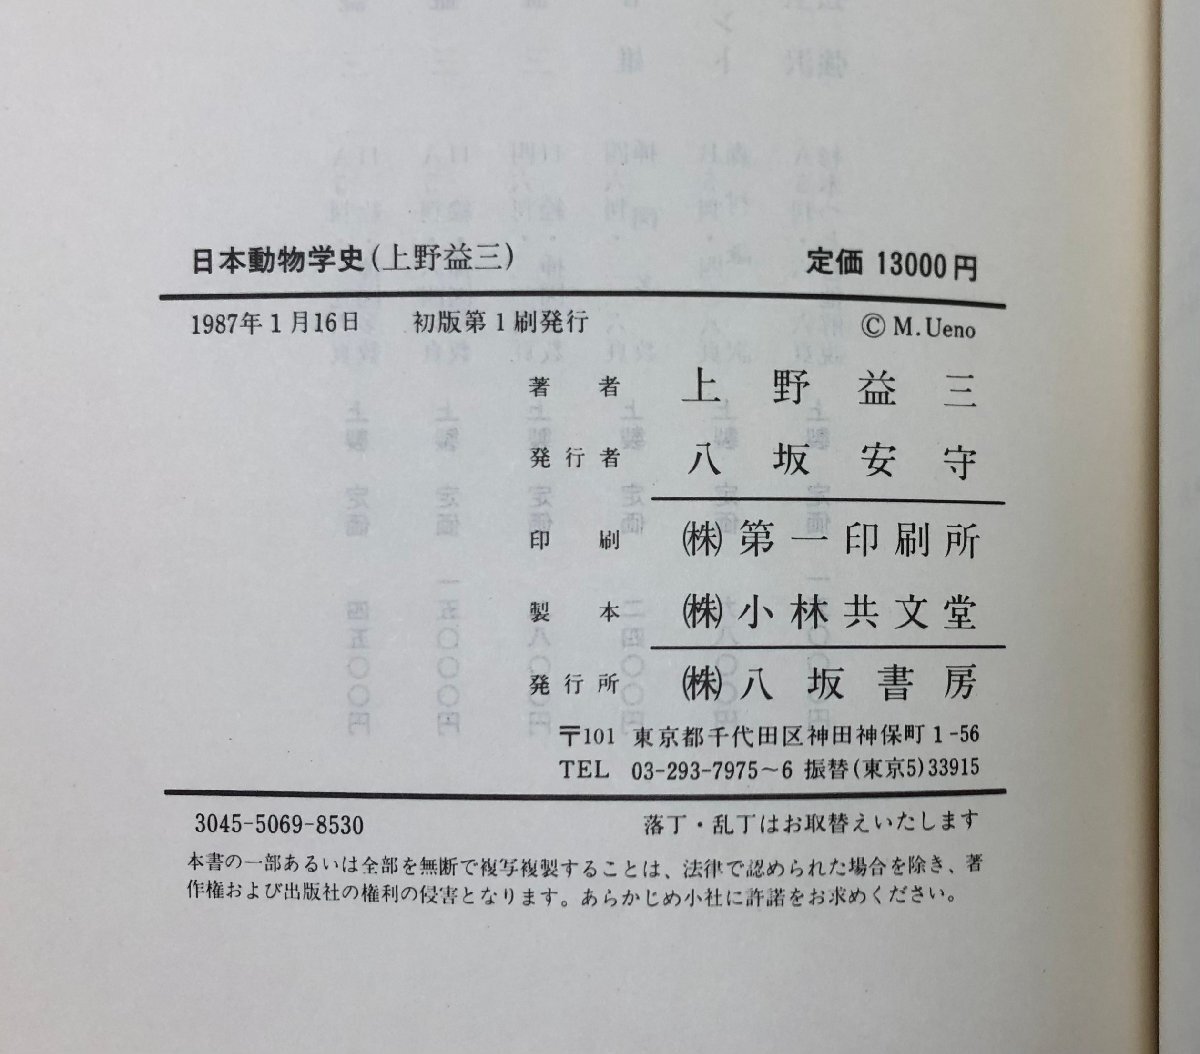 日本動物学史(上野益三) 定価 13000円
1987年1月16日 初版第1刷発行 © M.Ueno
著者 上野益三
発行者 八坂安守
印刷 ㈱第一印刷所
製本 ㈱小林共文堂
発行所 ㈱八坂書房
〒101 東京都千代田区神田神保町1-56
TEL 03-293-7975~6 振替(東京5)33915
3045-5069-8530 落丁・乱丁はお取替えいたします
本書の一部あるいは全部を無断で複写複製することは、法律で認められた場合を除き、著
作権および出版社の権利の侵害となります。あらかじめ小社に許諾をお求めください。